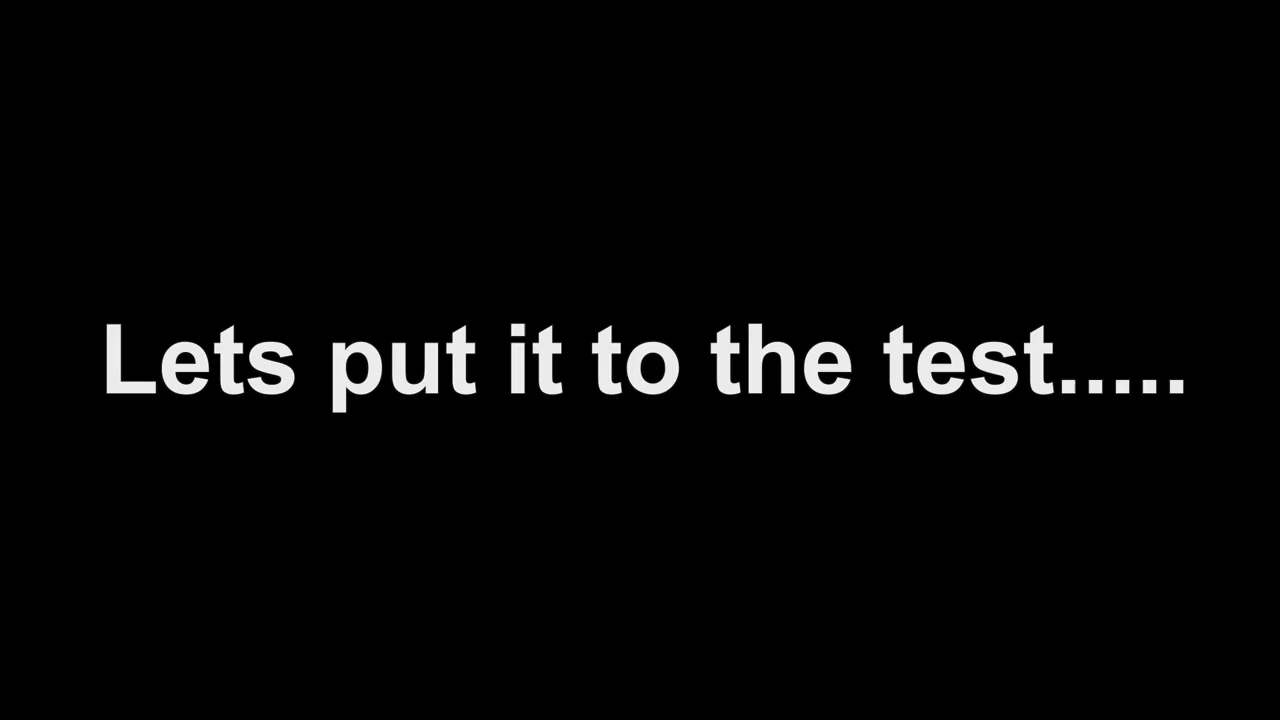 Lets put it to the test.....